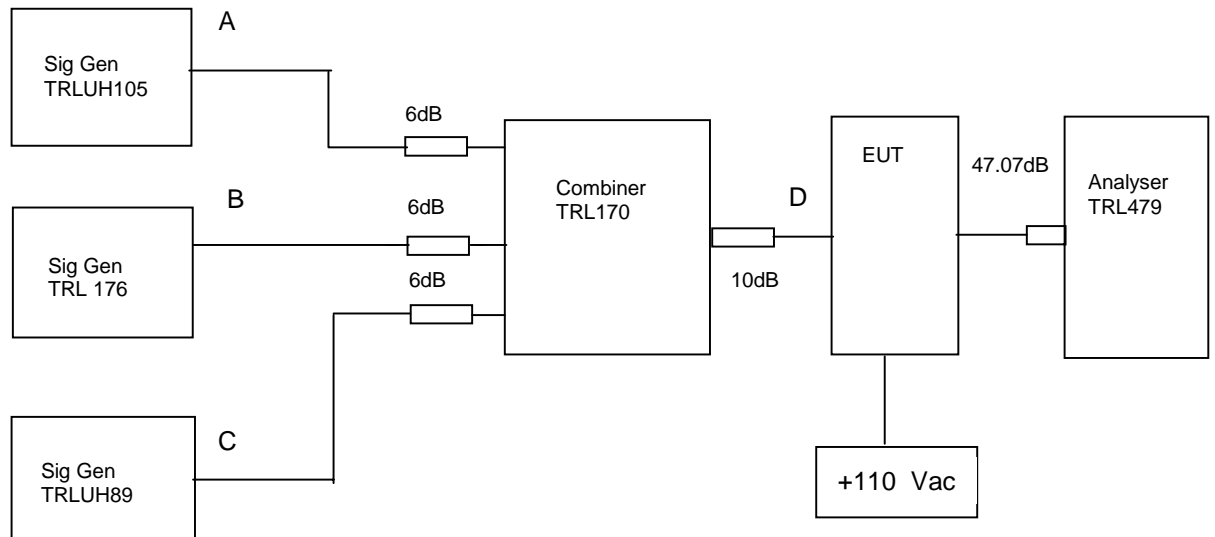 A
Sig Gen
TRLUH105
6dB
B
Sig Gen
TRL 176
6dB
6dB
C
Sig Gen
TRLUH89
Combiner
TRL170
10dB
D
EUT
+110 Vac
47.07dB
Analyser
TRL479